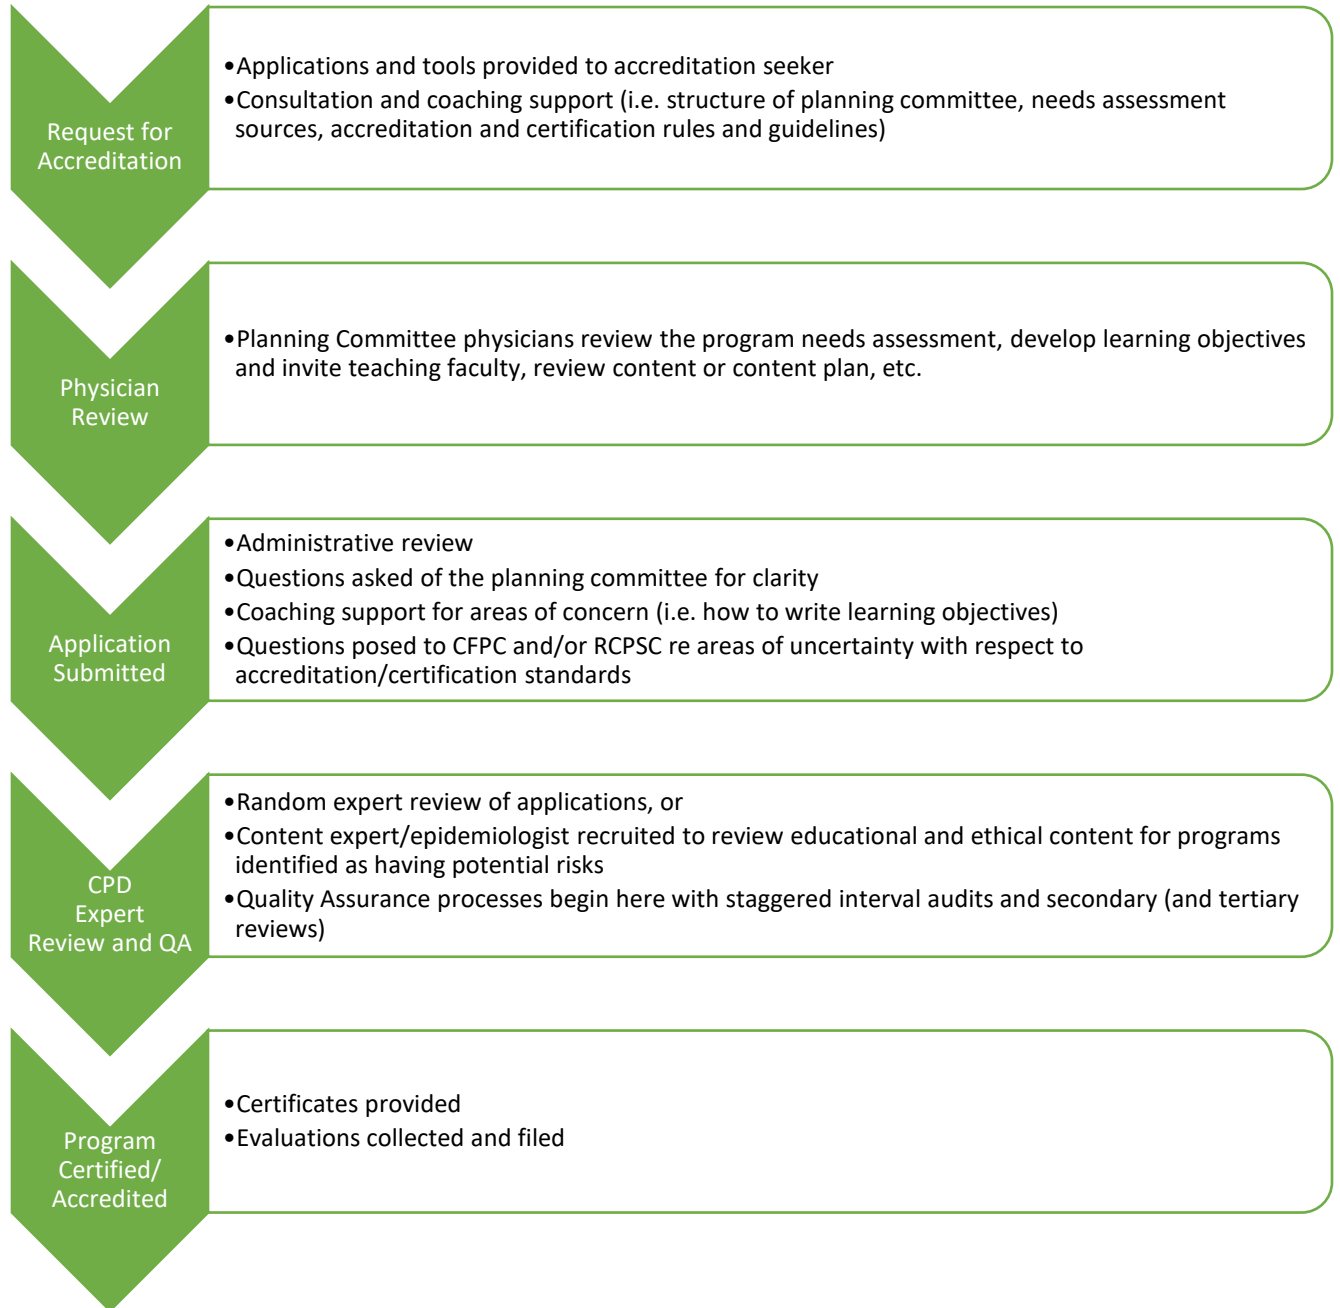 Request for
Accreditation
•Applications and tools provided to accreditation seeker
•Consultation and coaching support (i.e. structure of planning committee, needs assessment
sources, accreditation and certification rules and guidelines)
Physician
Review
•Planning Committee physicians review the program needs assessment, develop learning objectives
and invite teaching faculty, review content or content plan, etc.
Application
Submitted
•Administrative review
•Questions asked of the planning committee for clarity
•Coaching support for areas of concern (i.e. how to write learning objectives)
•Questions posed to CFPC and/or RCPSC re areas of uncertainty with respect to
accreditation/certification standards
CPD
Expert
Review and QA
•Random expert review of applications, or
•Content expert/epidemiologist recruited to review educational and ethical content for programs
identified as having potential risks
•Quality Assurance processes begin here with staggered interval audits and secondary (and tertiary
reviews)
Program
Certified/
Accredited
•Certificates provided
•Evaluations collected and filed